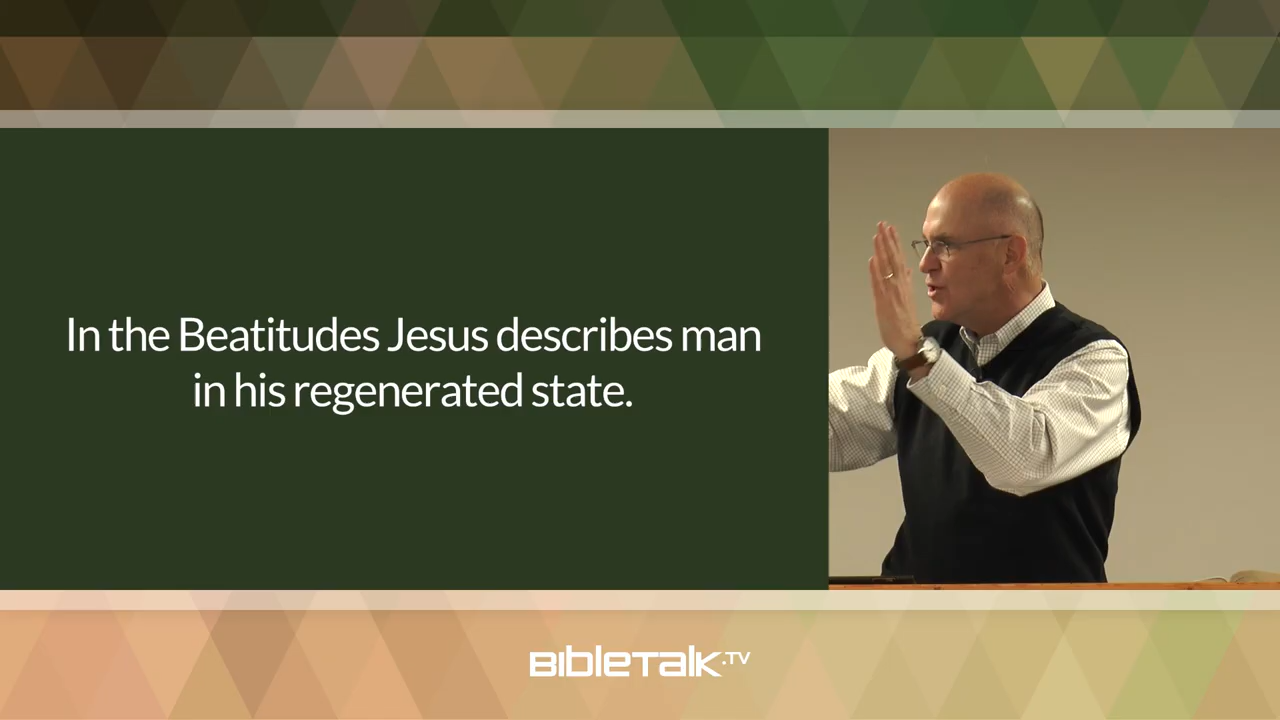 In the Beatitudes Jesus describes man
in his regenerated state.
BibleTalk.TV